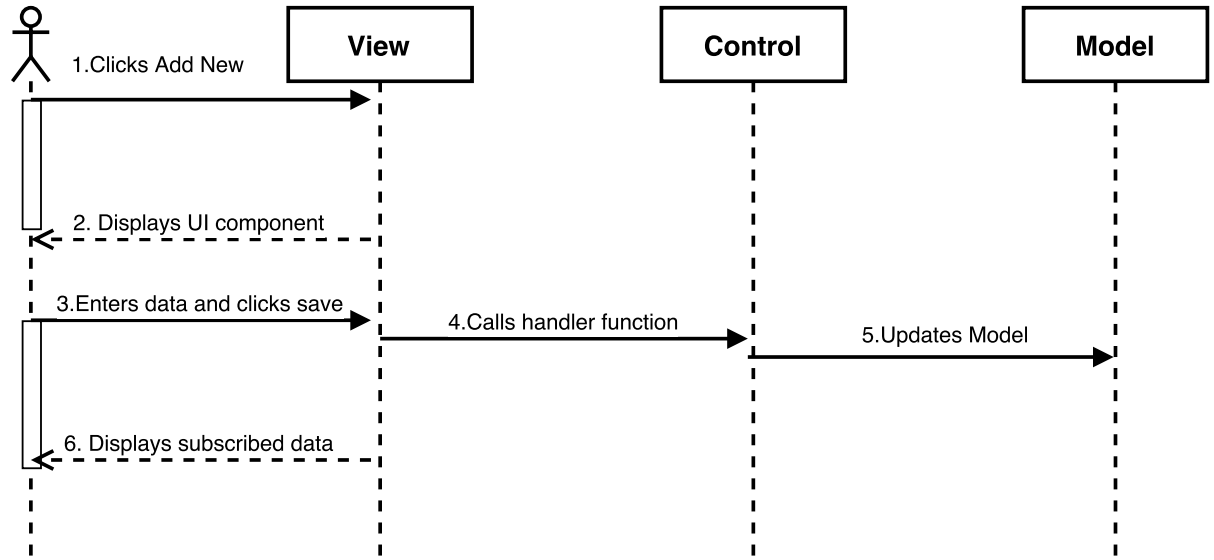 View
Control
Model
1.Clicks Add New
2. Displays UI component
3.Enters data and clicks save
4.Calls handler function
5.Updates Model
6. Displays subscribed data